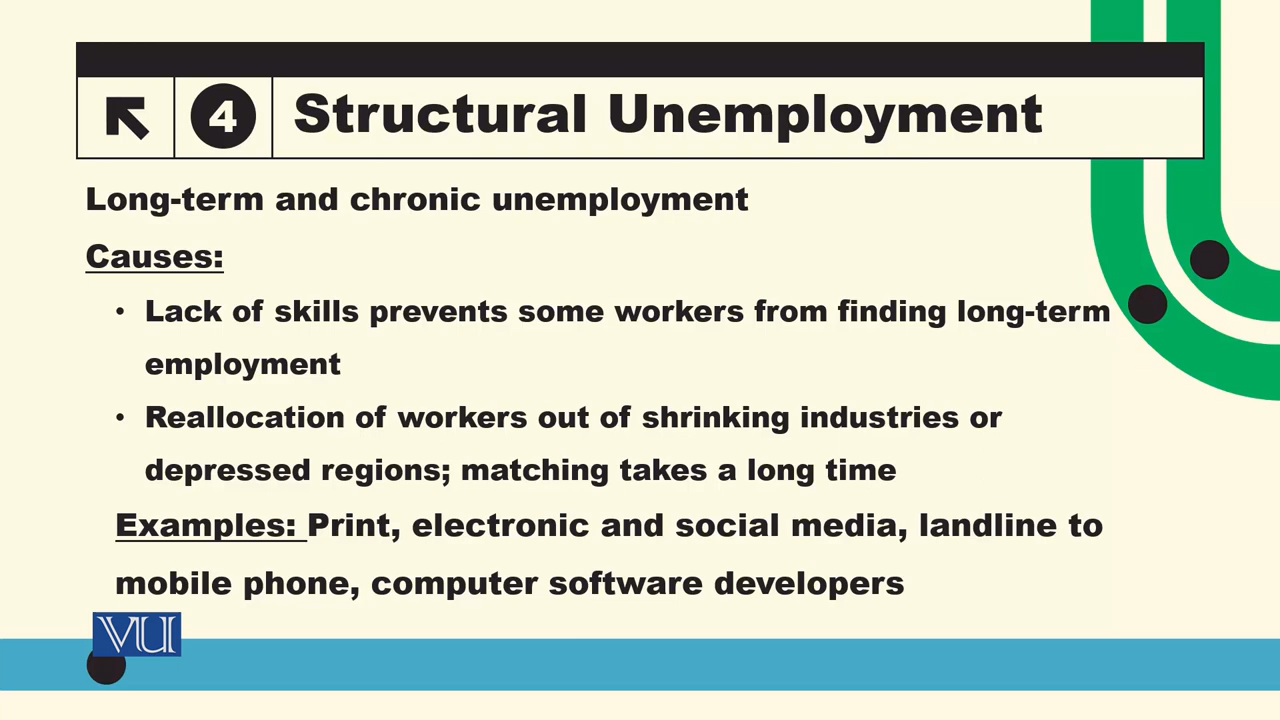 4 Structural Unemployment
Long-term and chronic unemployment
Causes:
• Lack of skills prevents some workers from finding long-term
employment
• Reallocation of workers out of shrinking industries or
depressed regions; matching takes a long time
Examples: Print, electronic and social media, landline to
mobile phone, computer software developers
VU